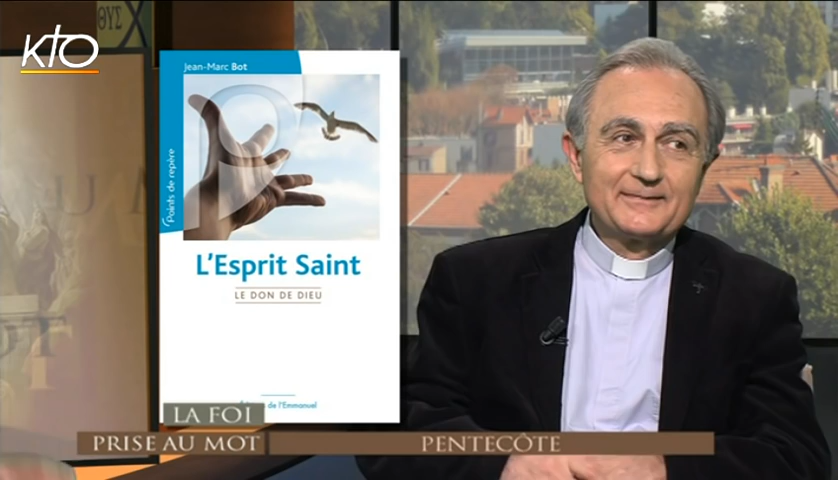 KTO
ΘΥΣ
Jean-Marc Bot
Points de repère
L'Esprit Saint
LE DON DE DIEU
de l'Emmanuel
LA FOI
PRISE AU MOT
PENTECÔTE